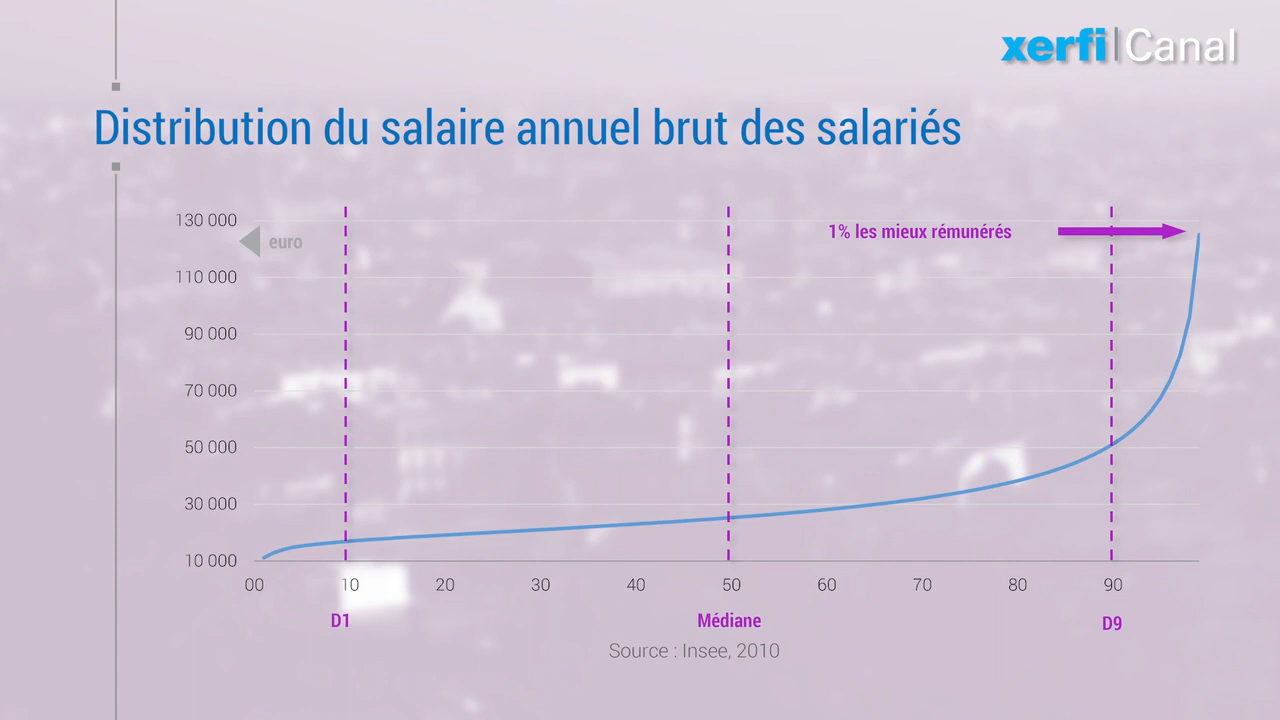 xerfi Canal
Distribution du salaire annuel brut des salariés
130 000
euro
1% les mieux rémunérés
110 000
90 000
70 000
50 000
30 000
10 000
00 10 20 30 40 50 60 70 80 90
D1 Médiane D9
Source : Insee, 2010